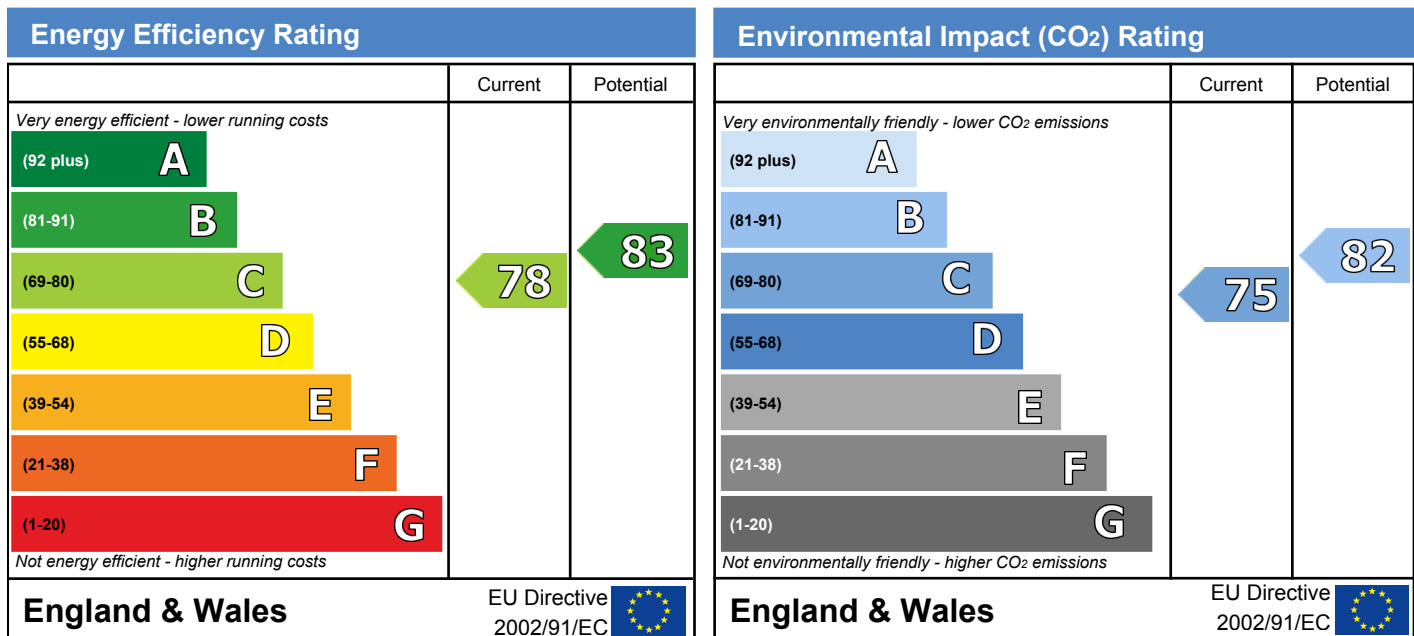 Energy Efficiency Rating
Current Potential
Very energy efficient - lower running costs
(92 plus) A
(81-91) B
(69-80) C
(55-68) D
(39-54) E
(21-38) F
(1-20) G
78
83
Not energy efficient - higher running costs
England & Wales
EU Directive
2002/91/EC
Environmental Impact (CO2) Rating
Current Potential
Very environmentally friendly - lower CO2 emissions
(92 plus) A
(81-91) B
(69-80) C
(55-68) D
(39-54) E
(21-38) F
(1-20) G
75
82
Not environmentally friendly - higher CO2 emissions
England & Wales
EU Directive
2002/91/EC